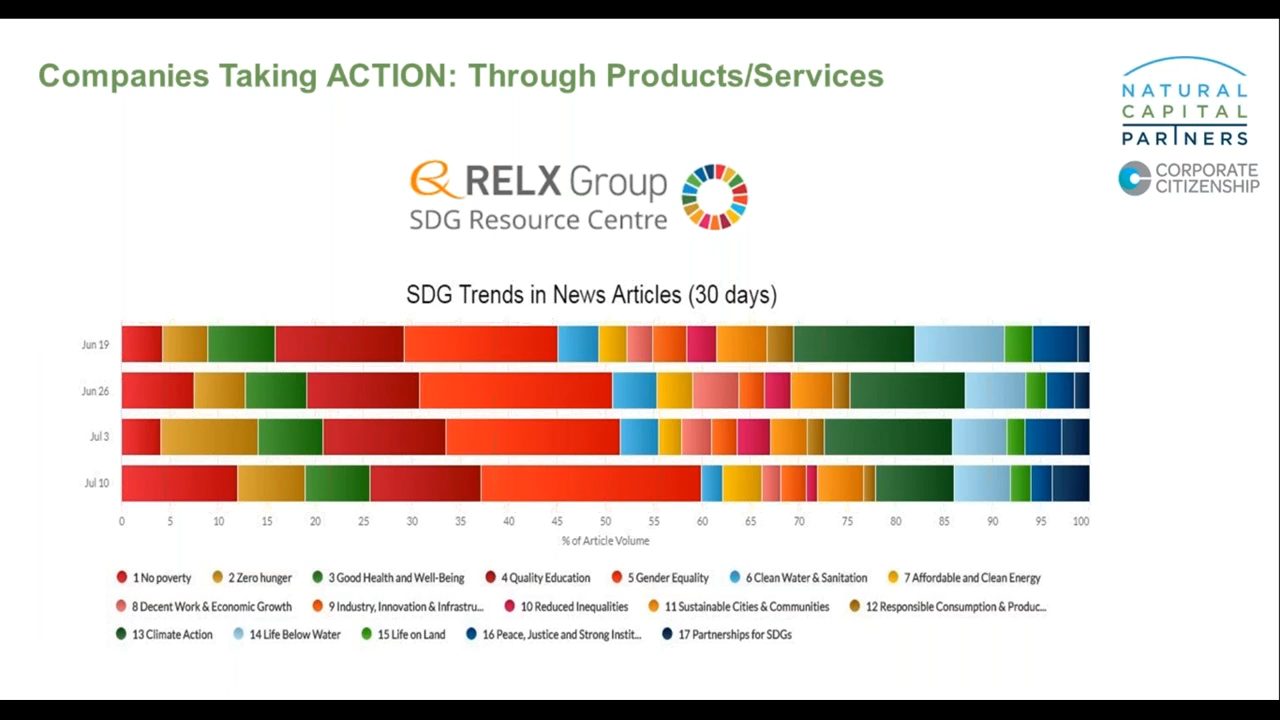 Companies Taking ACTION: Through Products/Services
NATURAL
CAPITAL
PARTNERS
CORPORATE
CITIZENSHIP
RELX Group
SDG Resource Centre
SDG Trends in News Articles (30 days)
Jun 19
Jun 26
Jul 3
Jul 10
0 5 10 15 20 25 30 35 40 45 50 55 60 65 70 75 80 85 90 95 100
% of Article Volume
1 No poverty 2 Zero hunger 3 Good Health and Well-Being 4 Quality Education 5 Gender Equality 6 Clean Water & Sanitation 7 Affordable and Clean Energy
8 Decent Work & Economic Growth 9 Industry, Innovation & Infrastru... 10 Reduced Inequalities 11 Sustainable Cities & Communities 12 Responsible Consumption & Produc...
13 Climate Action 14 Life Below Water 15 Life on Land 16 Peace, Justice and Strong Instit... 17 Partnerships for SDGs